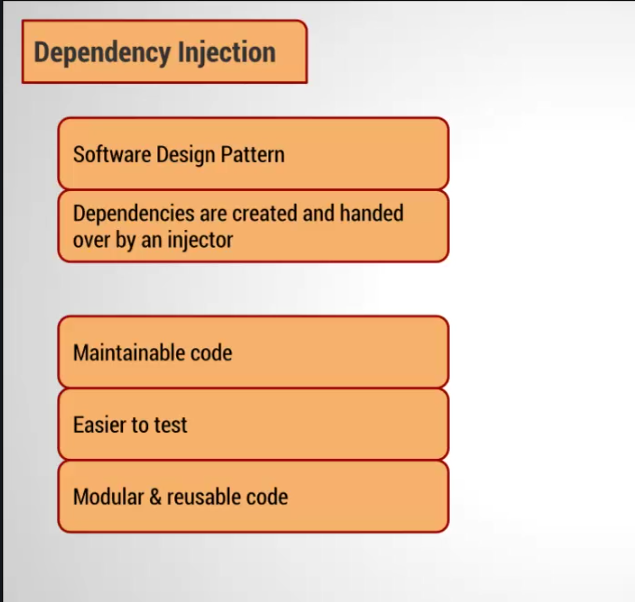 Dependency Injection
Software Design Pattern
Dependencies are created and handed
over by an injector
Maintainable code
Easier to test
Modular & reusable code